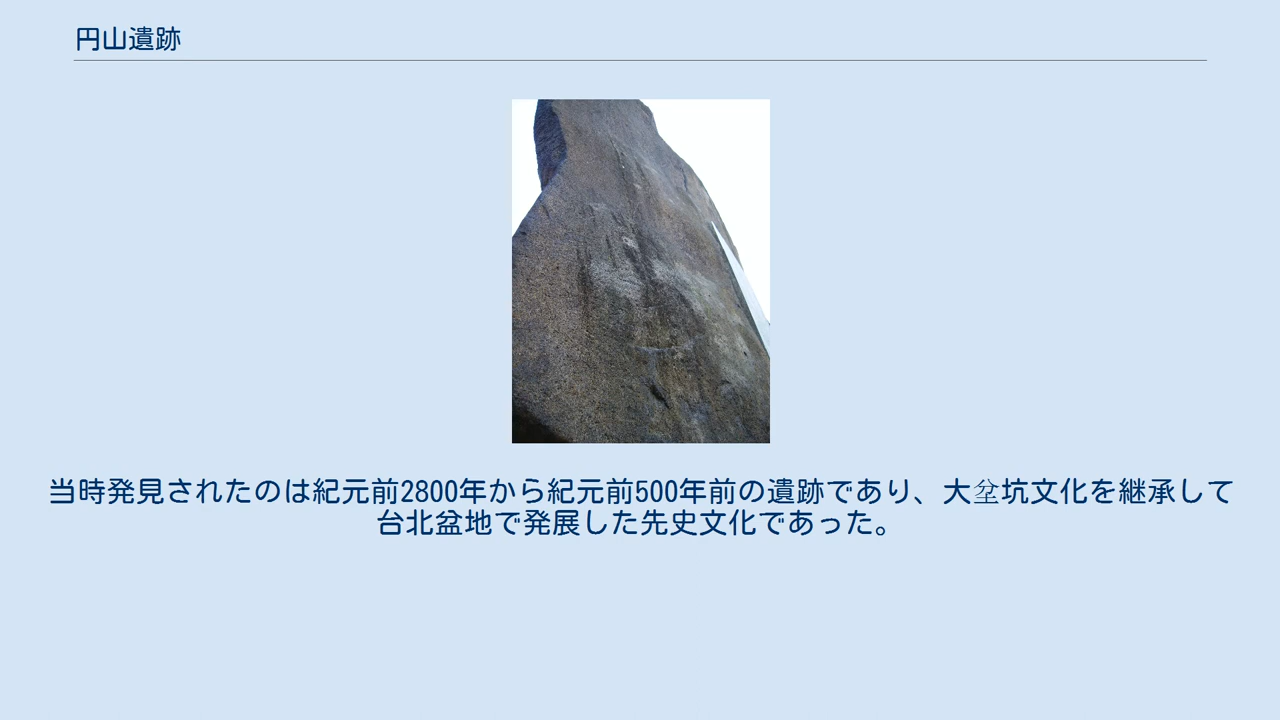 円山遺跡
当時発見されたのは紀元前2800年から紀元前500年前の遺跡であり、大坌坑文化を継承して
台北盆地で発展した先史文化であった。